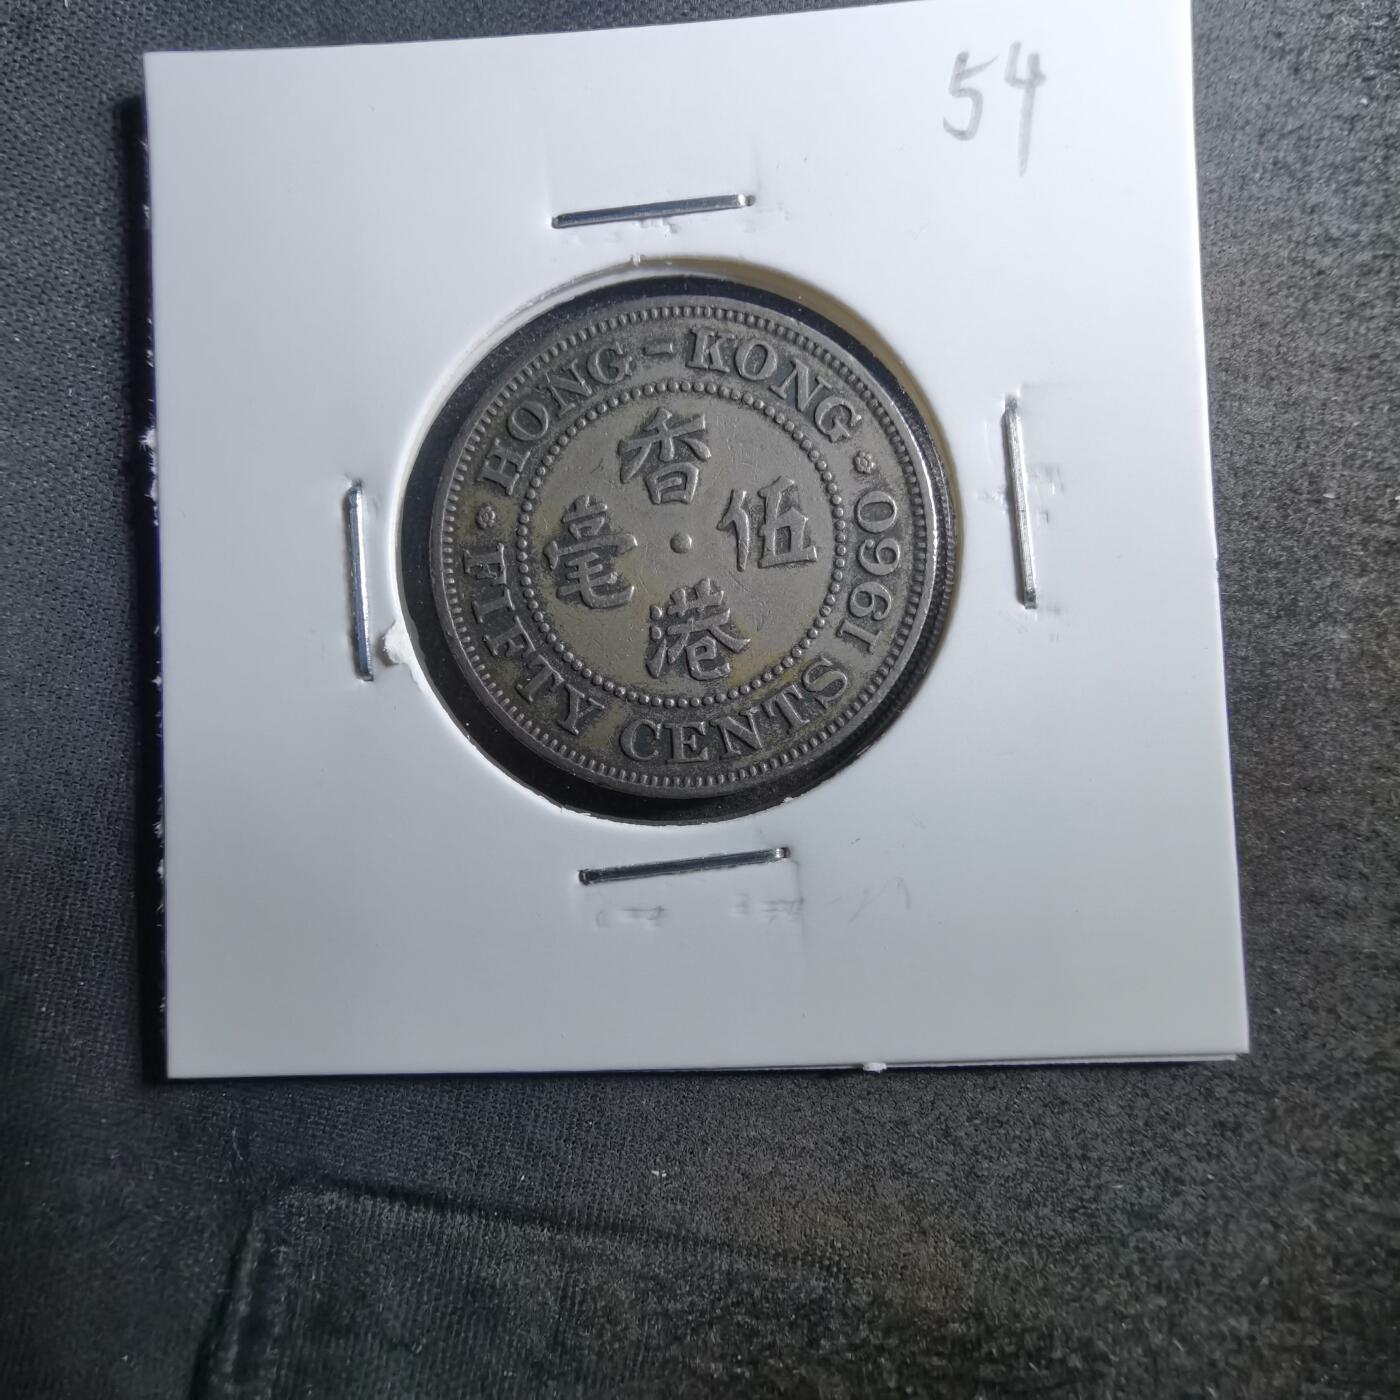 54
HONG-KONG
1960
FIFTY CENTS
香
港
伍
毫